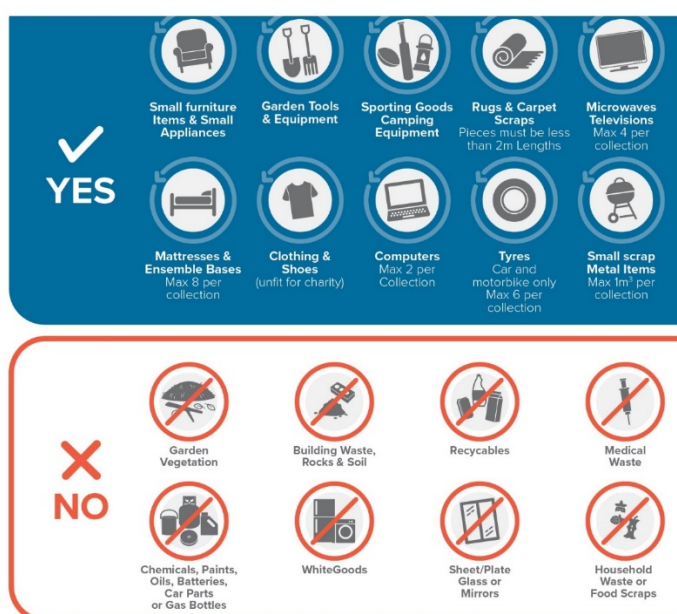 YES
Small furniture
Items & Small
Appliances
Garden Tools
& Equipment
Sporting Goods
Camping
Equipment
Rugs & Carpet
Scraps
Pieces must be less
than 2m Lengths
Microwaves
Televisions
Max 4 per
collection
Mattresses &
Ensemble Bases
Max 8 per
collection
Clothing &
Shoes
(unfit for charity)
Computers
Max 2 per
Collection
Tyres
Car and
motorbike only
Max 6 per
collection
Small scrap
Metal Items
Max 1m³ per
collection
NO
Garden
Vegetation
Building Waste,
Rocks & Soil
Recycables
Medical
Waste
Chemicals, Paints,
Oils, Batteries,
Car Parts
or Gas Bottles
WhiteGoods
Sheet/Plate
Glass or
Mirrors
Household
Waste or
Food Scraps